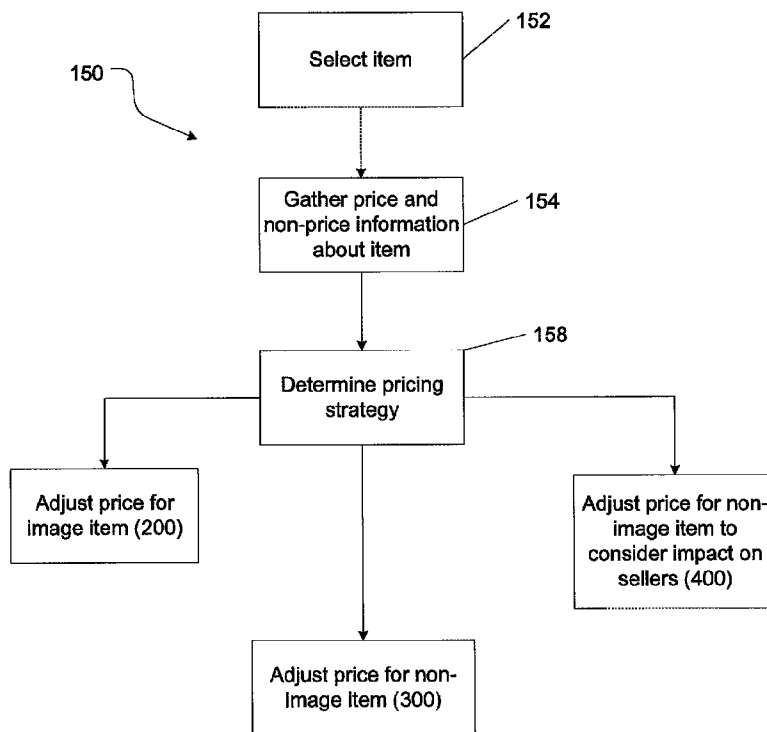 152
Select item
150
Gather price and
non-price information
about item
154
158
Determine pricing
strategy
Adjust price for
image item (200)
Adjust price for non-
image item to
consider impact on
sellers (400)
Adjust price for non-
image item (300)